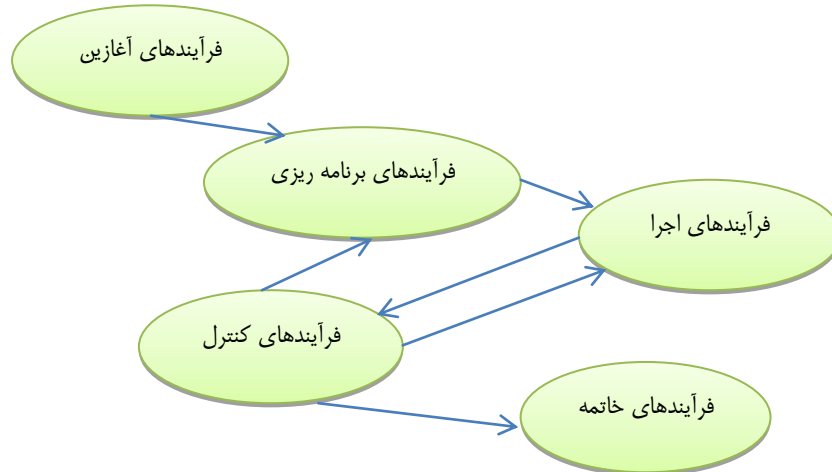 فرآیندهای آغازین
فرآیندهای برنامه ریزی
فرآیندهای اجرا
فرآیندهای کنترل
فرآیندهای خاتمه